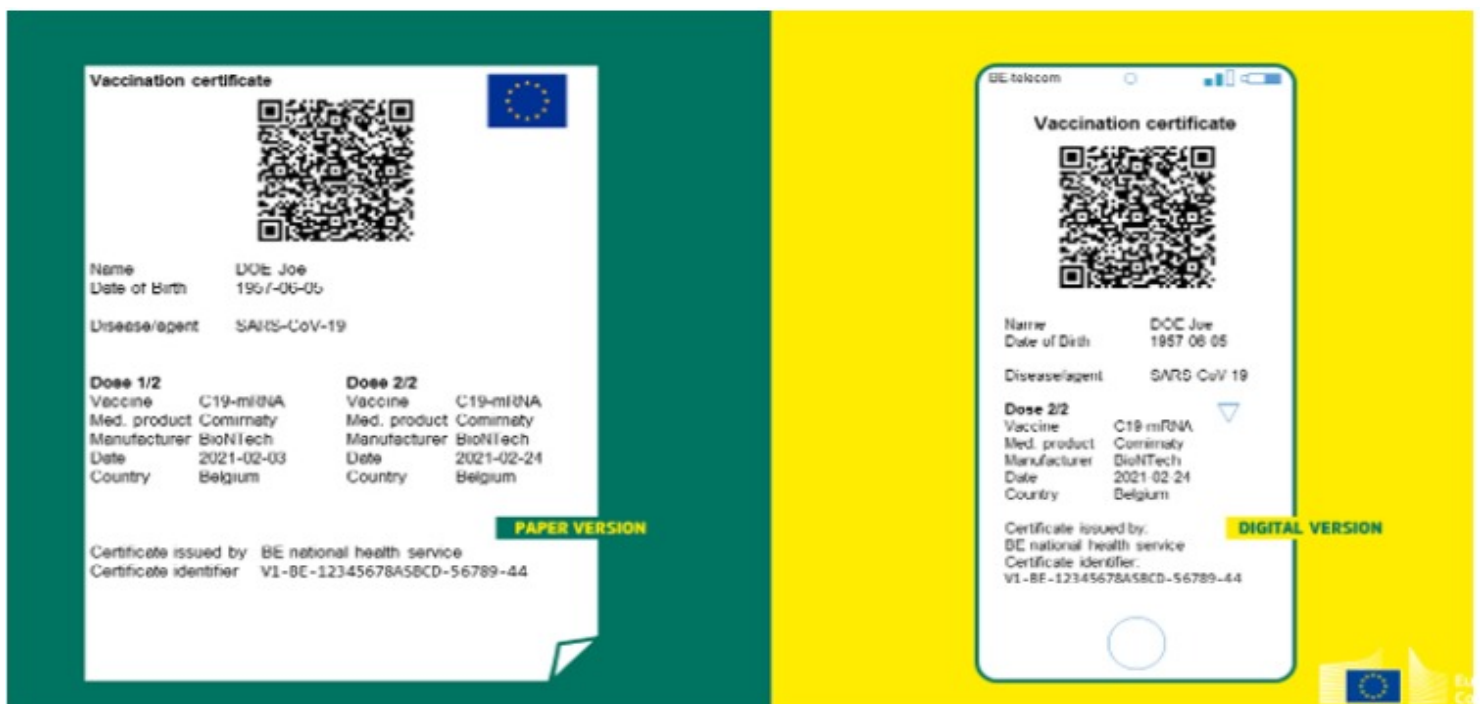 Vaccination certificate
Name DOE Joe
Date of Birth 1957-06-05
Disease/agent SARS-CoV-19
Dose 1/2 Dose 2/2
Vaccine C19-mRNA Vaccine C19-mRNA
Med. product Comirnaty Med. product Comirnaty
Manufacturer BioNTech Manufacturer BioNTech
Date 2021-02-03 Date 2021-02-24
Country Belgium Country Belgium
PAPER VERSION
Certificate issued by BE national health service
Certificate identifier V1-BE-12345678ASBCD-56789-44
BE-telecom
Vaccination certificate
Name DOE Joe
Date of Birth 1957-06-05
Disease/agent SARS-CoV-19
Dose 2/2
Vaccine C19-mRNA
Med. product Comirnaty
Manufacturer BioNTech
Date 2021-02-24
Country Belgium
DIGITAL VERSION
Certificate issued by:
BE national health service
Certificate identifier:
V1-BE-12345678ASBCD-56789-44